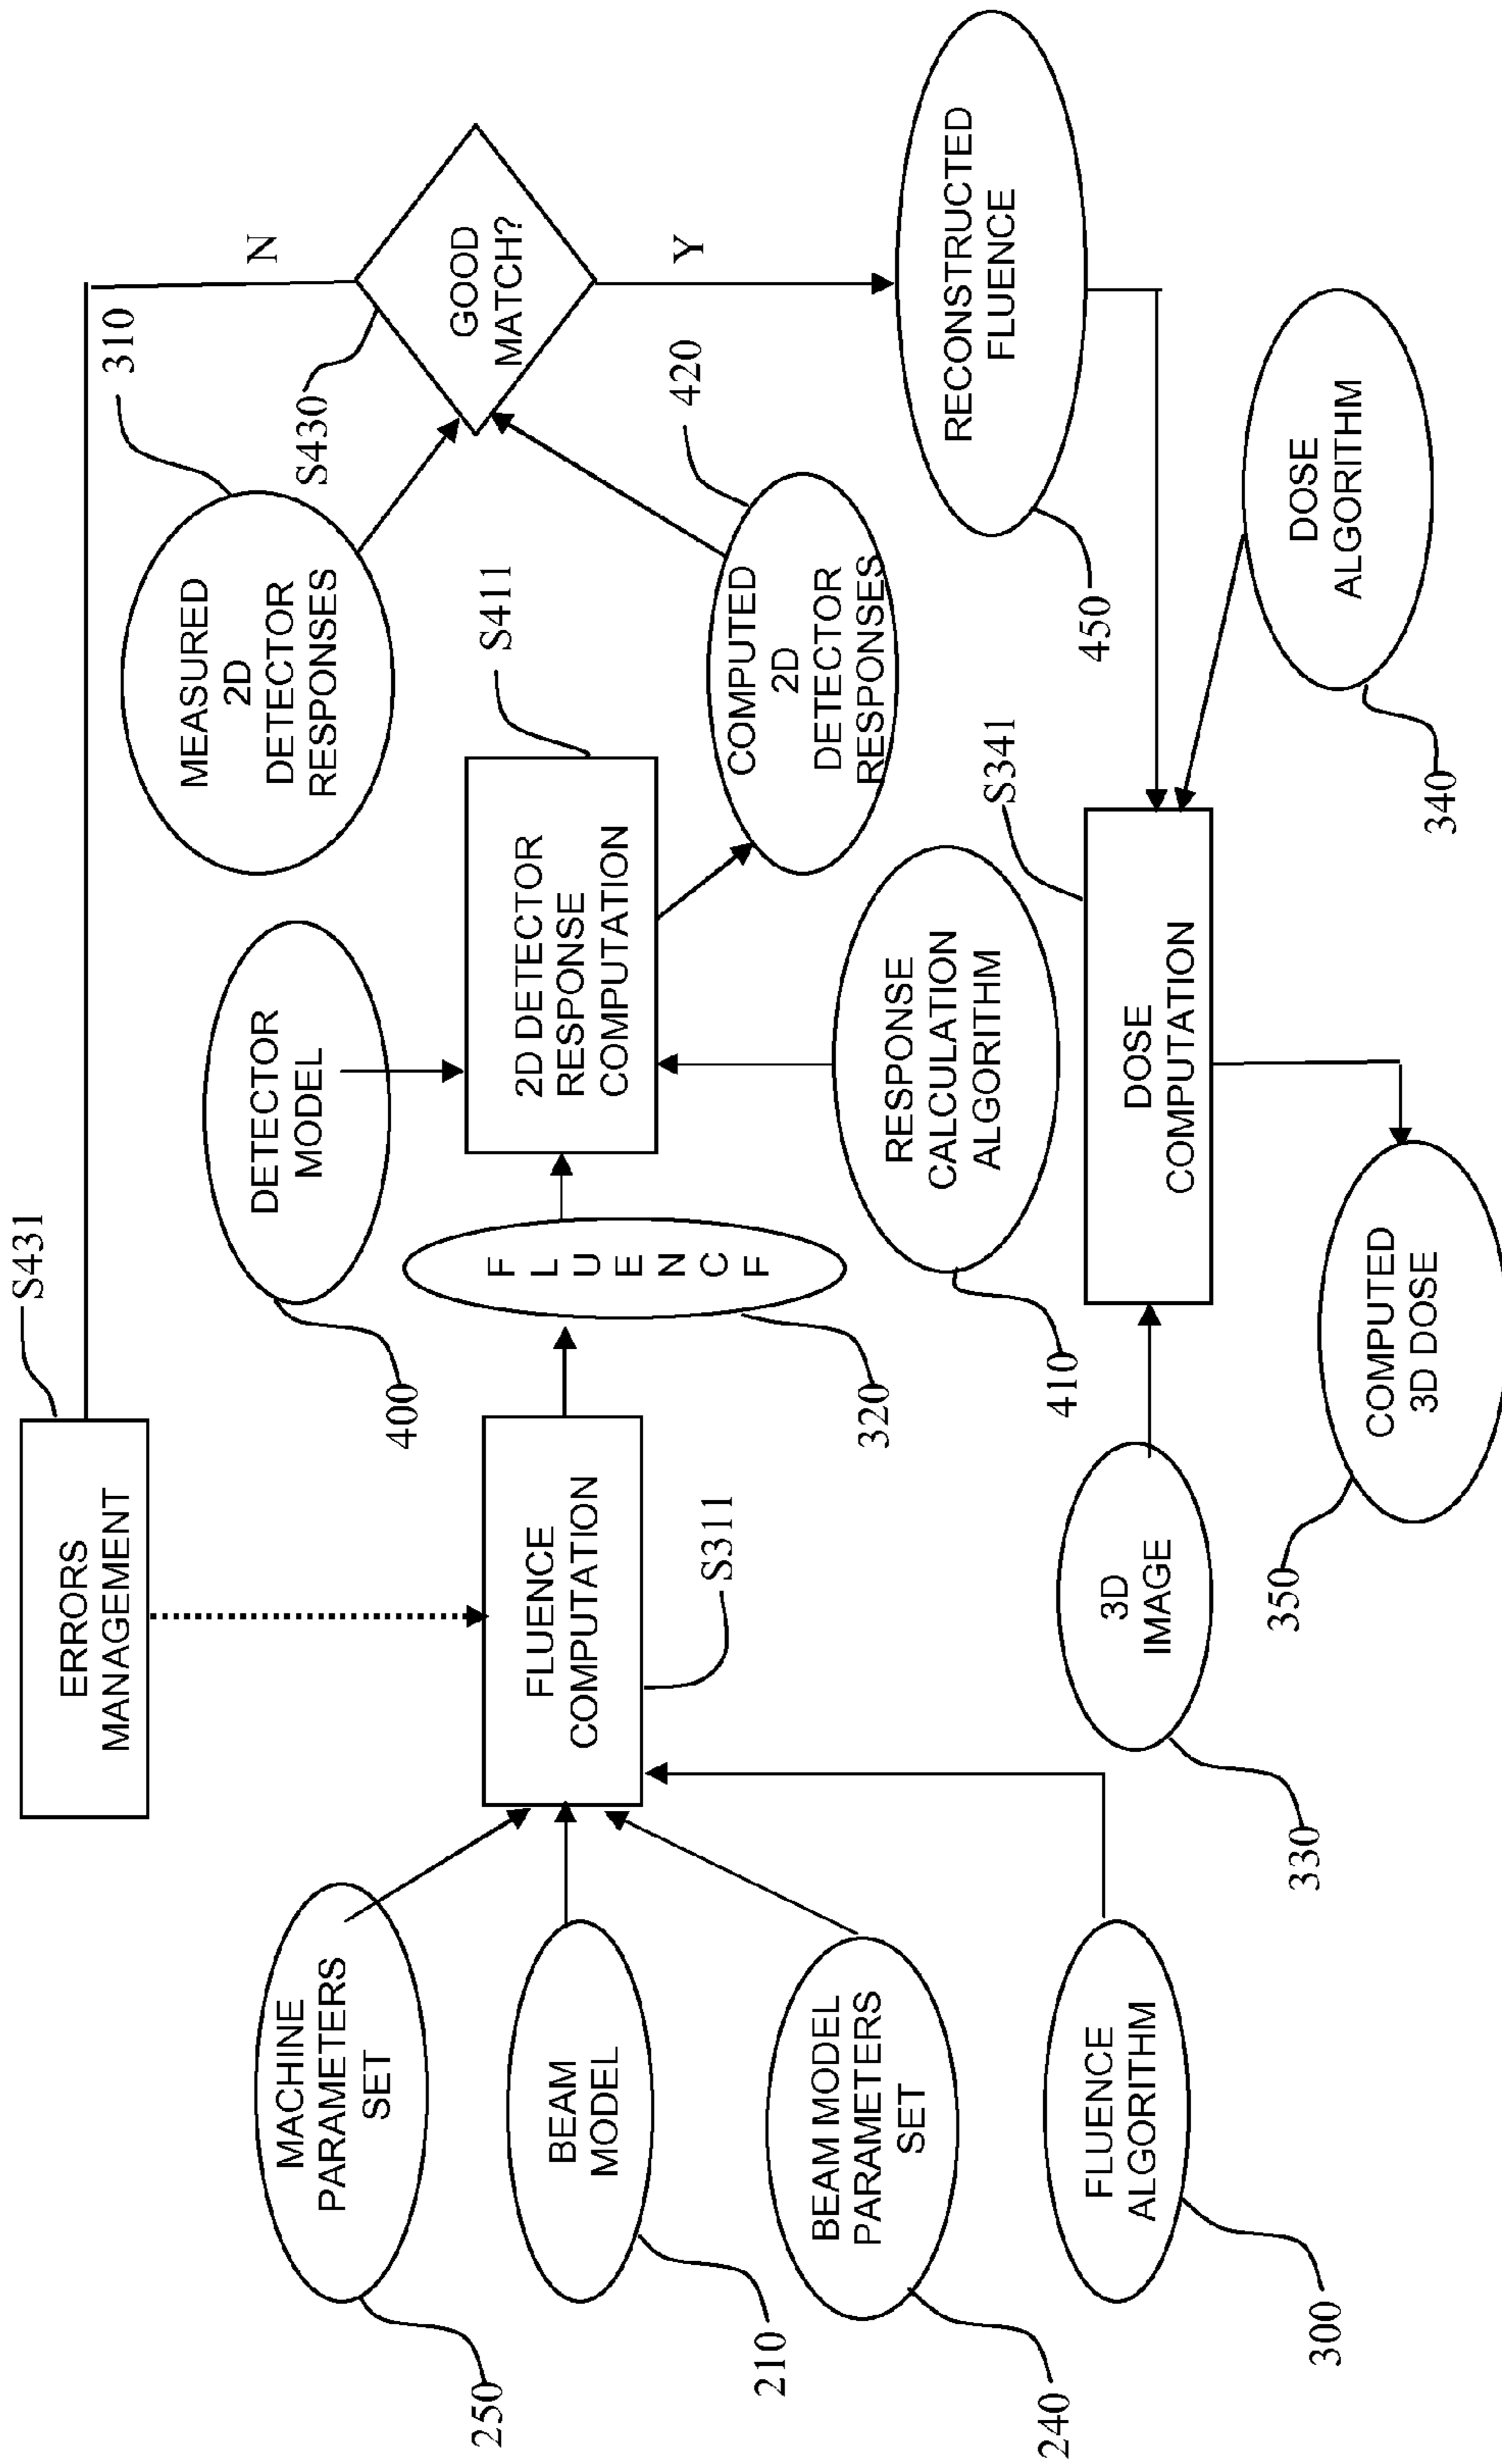 ERRORS
MANAGEMENT
S431
N
310
MEASURED
2D
DETECTOR
RESPONSES
S430
GOOD
MATCH?
Y
420
COMPUTED
2D
DETECTOR
RESPONSES
S411
2D DETECTOR
RESPONSE
COMPUTATION
DETECTOR
MODEL
400
F
L
U
E
N
C
F
320
RESPONSE
CALCULATION
ALGORITHM
410
FLUENCE
COMPUTATION
S311
MACHINE
PARAMETERS
SET
250
BEAM
MODEL
210
BEAM MODEL
PARAMETERS
SET
240
FLUENCE
ALGORITHM
300
RECONSTRUCTED
FLUENCE
450
DOSE
ALGORITHM
340
S341
DOSE
COMPUTATION
3D
IMAGE
330
COMPUTED
3D DOSE
350